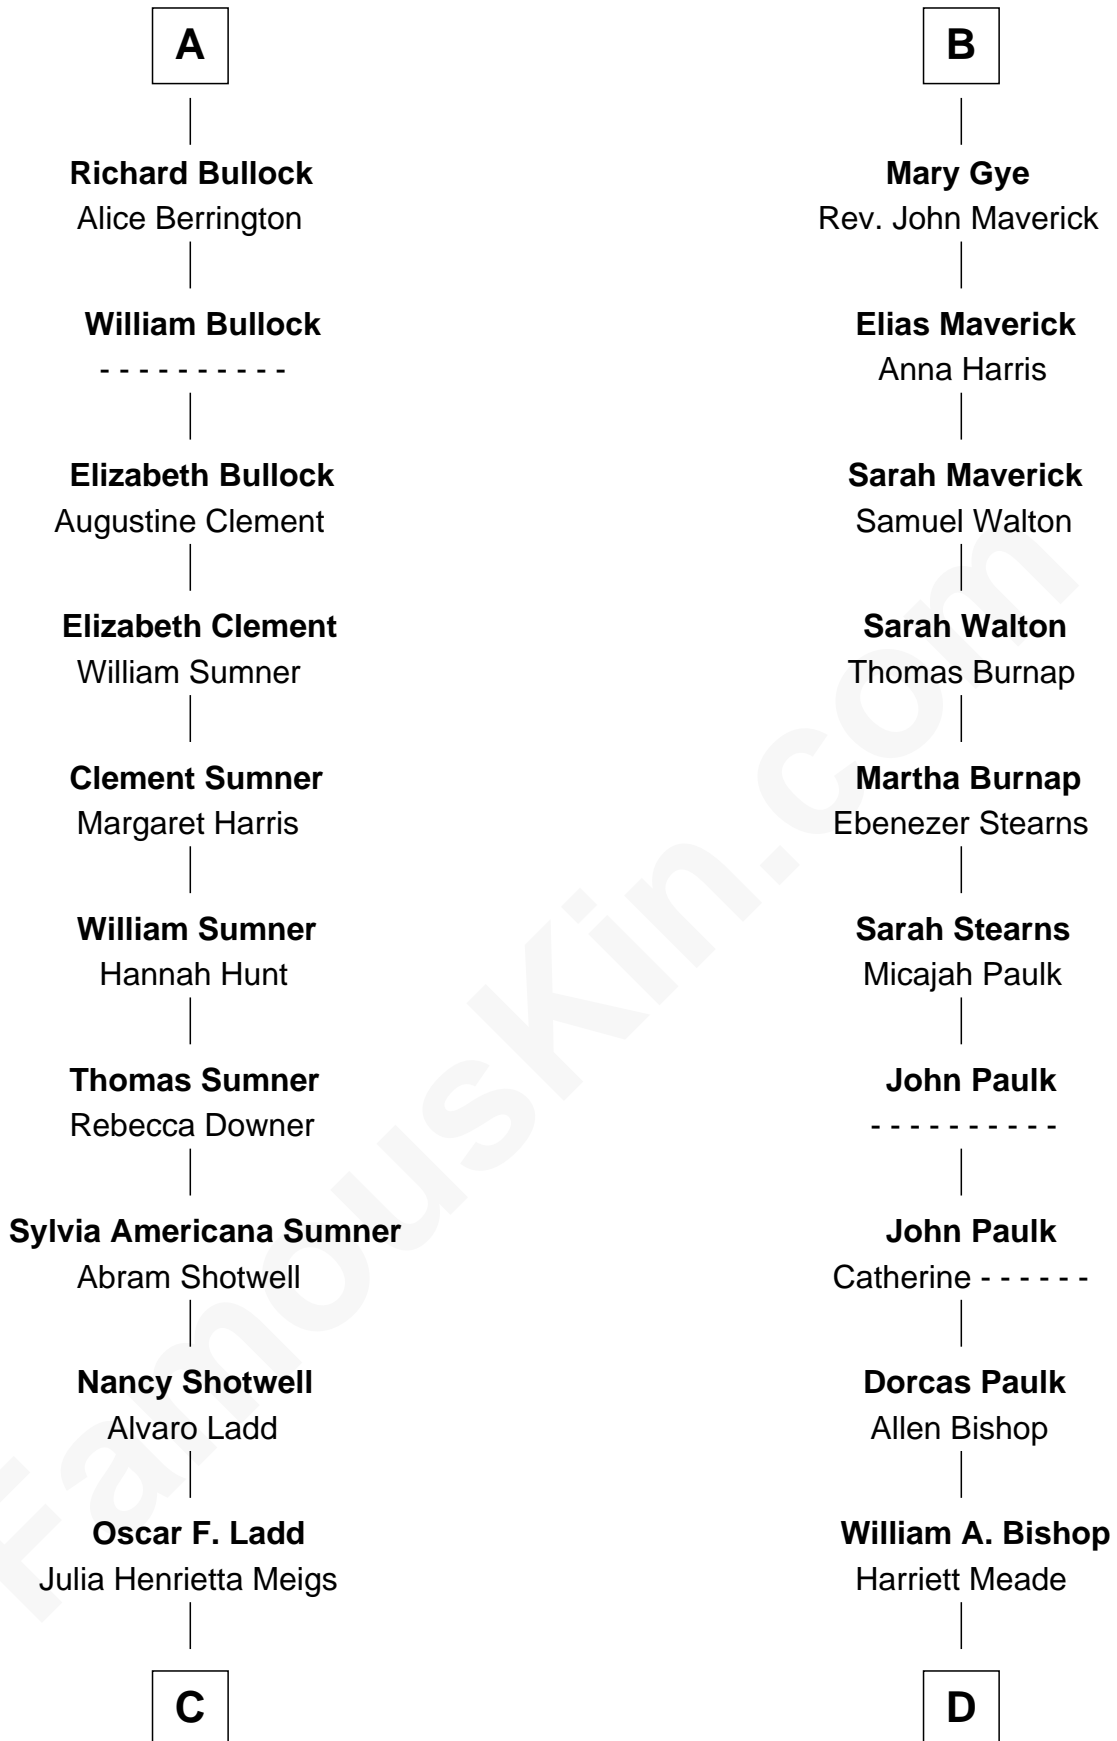 A
Richard Bullock
Alice Berrington
William Bullock
- - - - - - - - - -
Elizabeth Bullock
Augustine Clement
Elizabeth Clement
William Sumner
Clement Sumner
Margaret Harris
William Sumner
Hannah Hunt
Thomas Sumner
Rebecca Downer
Sylvia Americana Sumner
Abram Shotwell
Nancy Shotwell
Alvaro Ladd
Oscar F. Ladd
Julia Henrietta Meigs
C
B
Mary Gye
Rev. John Maverick
Elias Maverick
Anna Harris
Sarah Maverick
Samuel Walton
Sarah Walton
Thomas Burnap
Martha Burnap
Ebenezer Stearns
Sarah Stearns
Micajah Paulk
John Paulk
- - - - - - - - - -
John Paulk
Catherine - - - - - -
Dorcas Paulk
Allen Bishop
William A. Bishop
Harriett Meade
D
FamousKin.com